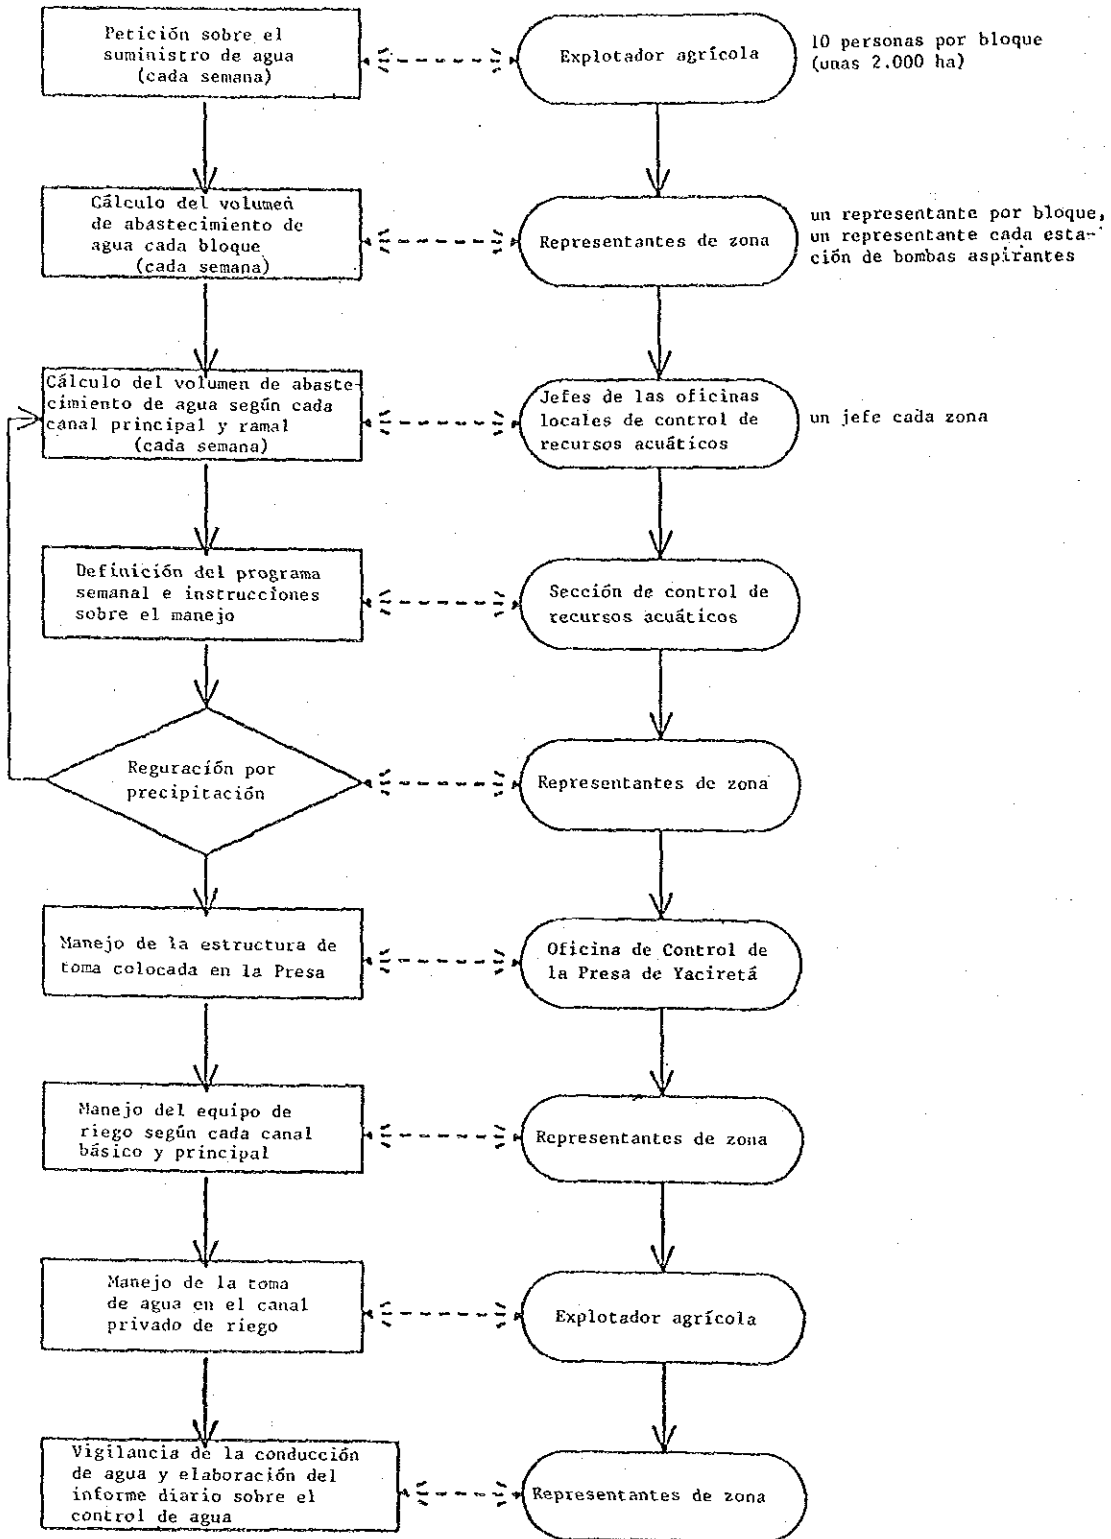 Petición sobre el
suministro de agua
(cada semana)
Explotador agrícola
10 personas por bloque
(unas 2.000 ha)
Cálculo del volumen
de abastecimiento de
agua cada bloque
(cada semana)
Representantes de zona
un representante por bloque,
un representante cada esta-
ción de bombas aspirantes
Cálculo del volumen de abaste-
cimiento de agua según cada
canal principal y ramal
(cada semana)
Jefes de las oficinas
locales de control de
recursos acuáticos
un jefe cada zona
Definición del programa
semanal e instrucciones
sobre el manejo
Sección de control de
recursos acuáticos
Reguración por
precipitación
Representantes de zona
Manejo de la estructura de
toma colocada en la Presa
Oficina de Control de
la Presa de Yaciretá
Manejo del equipo de
riego según cada canal
básico y principal
Representantes de zona
Manejo de la toma
de agua en el canal
privado de riego
Explotador agrícola
Vigilancia de la conducción
de agua y elaboración del
informe diario sobre el
control de agua
Representantes de zona